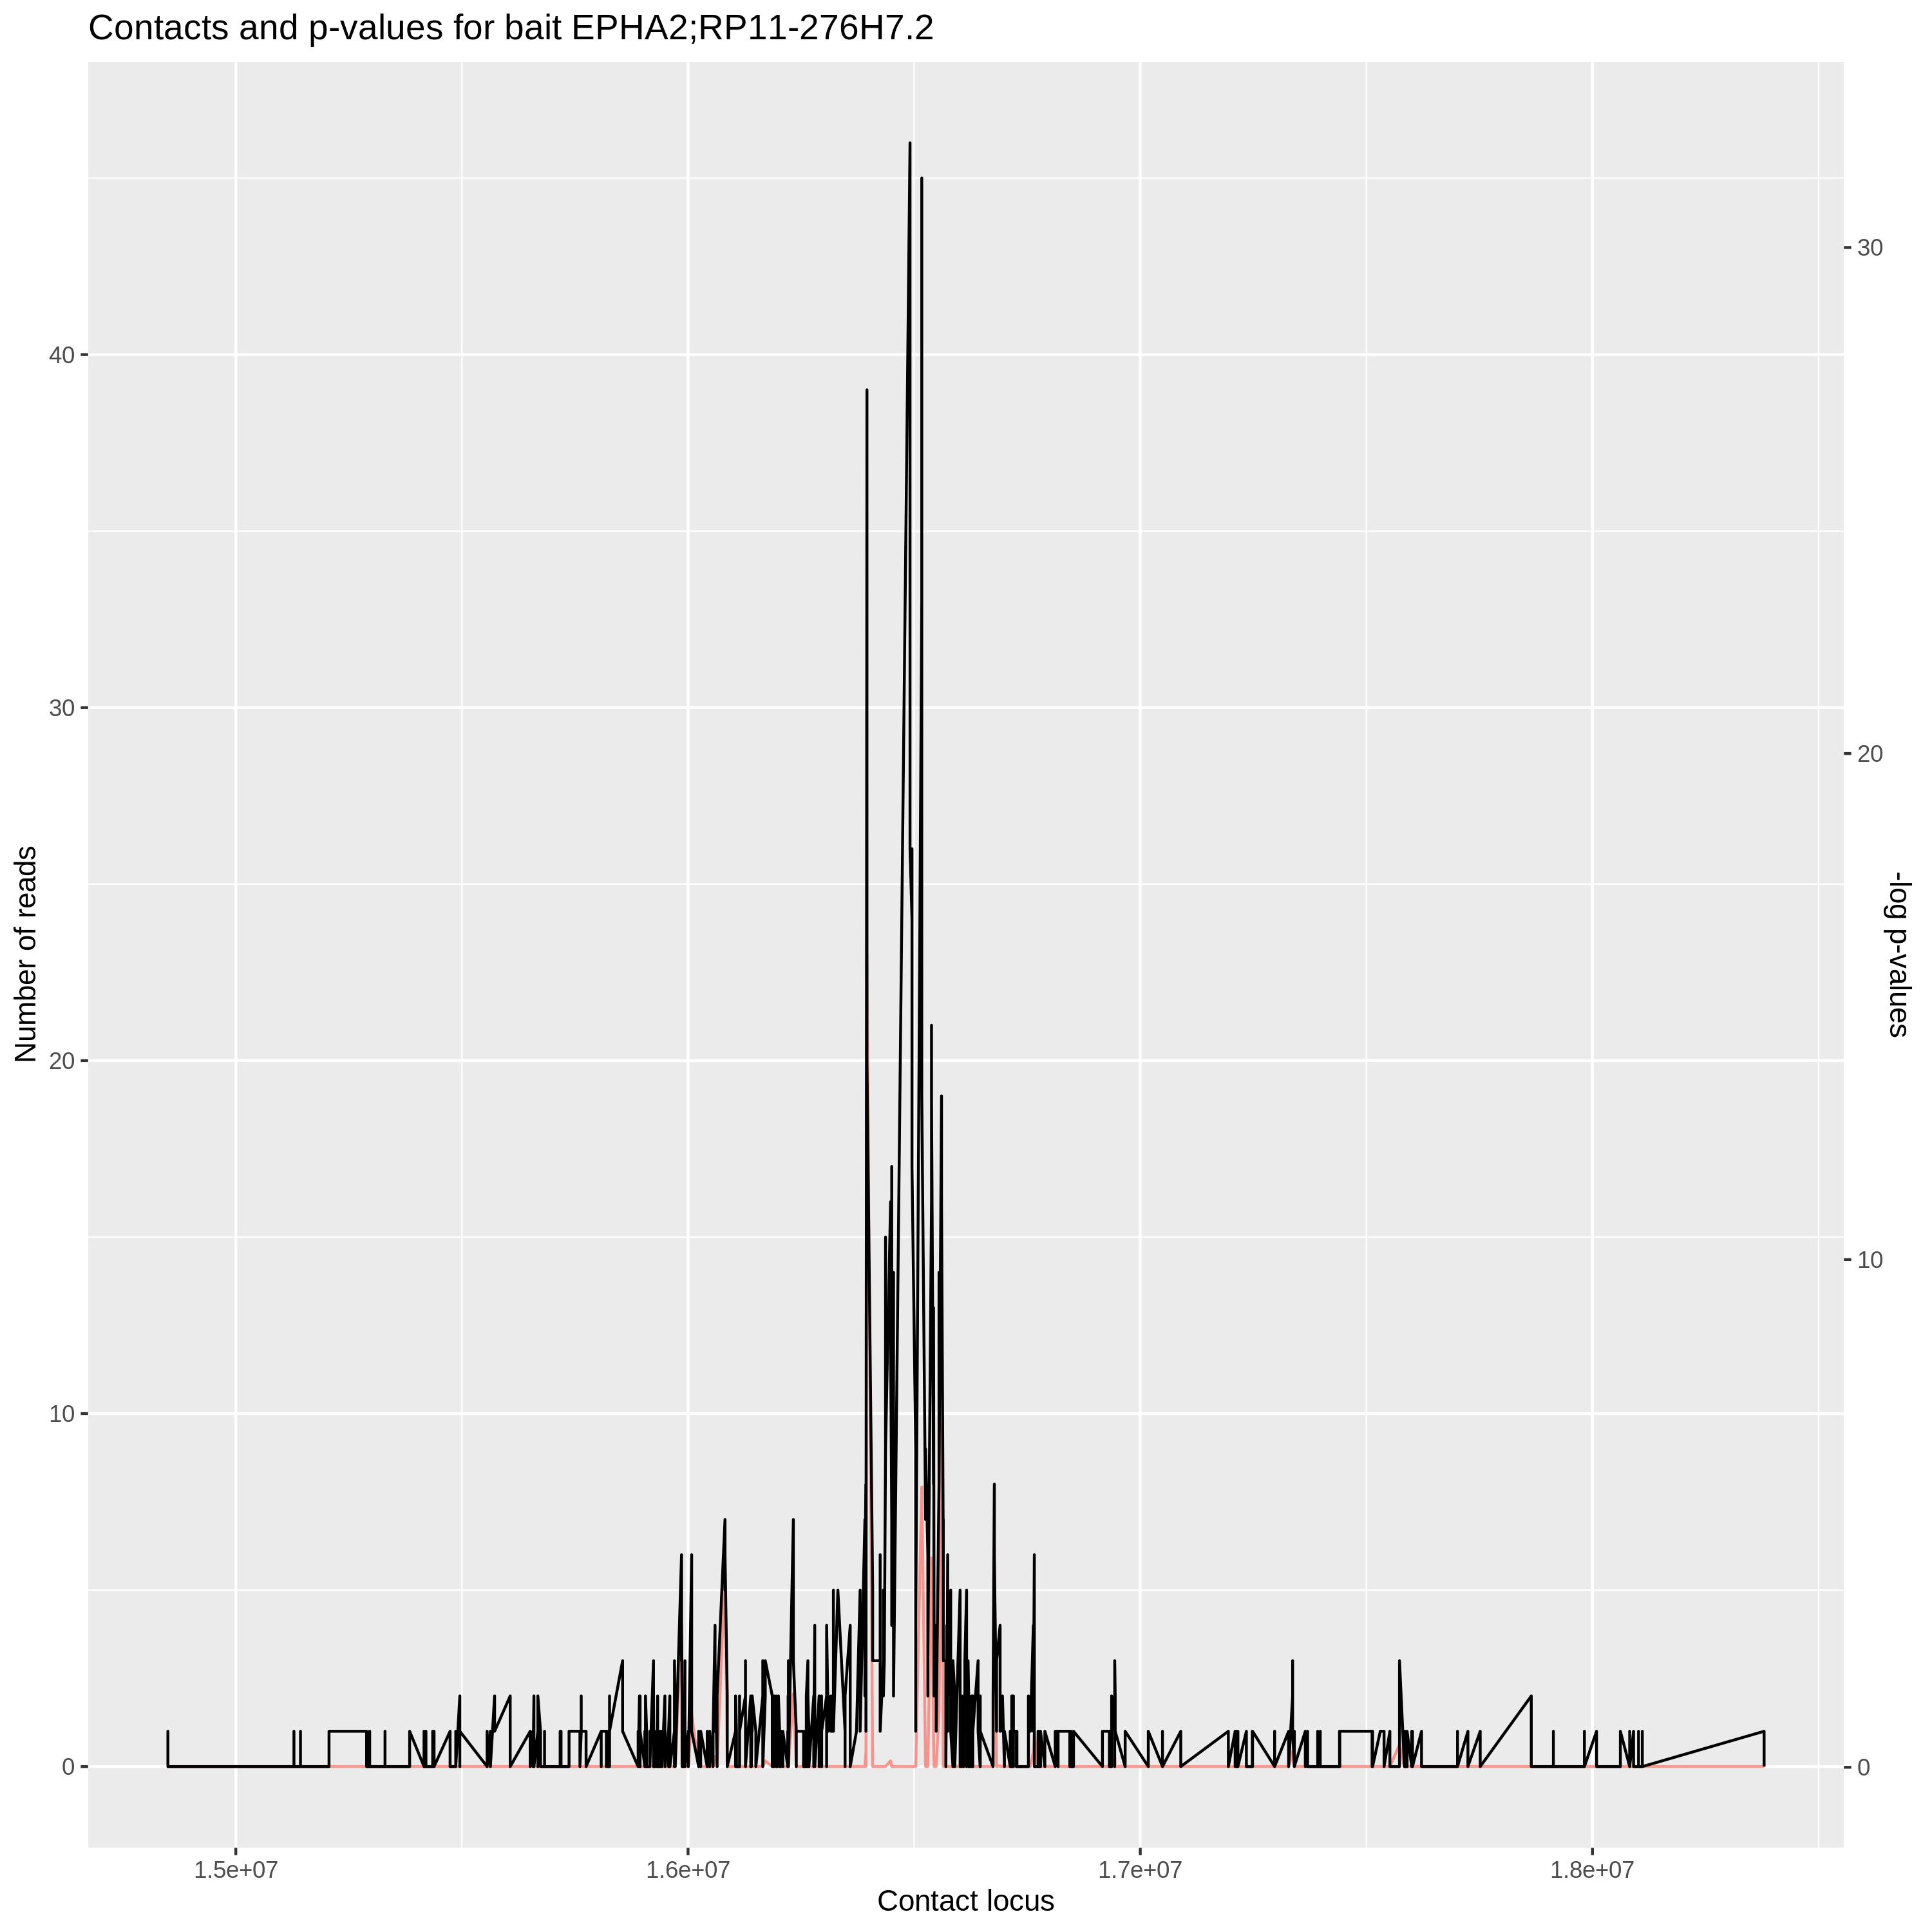 Contacts and p-values for bait EPHA2;RP11-276H7.2
Number of reads
40
30
20
10
0
30
20
10
0
-log p-values
1.5e+07 1.6e+07 1.7e+07 1.8e+07
Contact locus